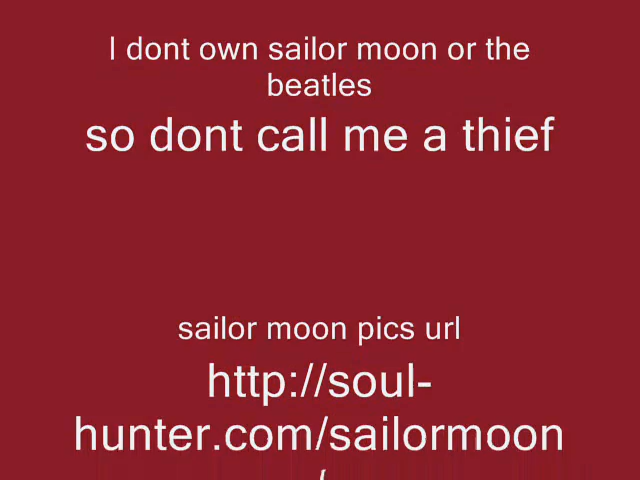 I dont own sailor moon or the
beatles
so dont call me a thief
sailor moon pics url
http://soul-
hunter.com/sailormoon